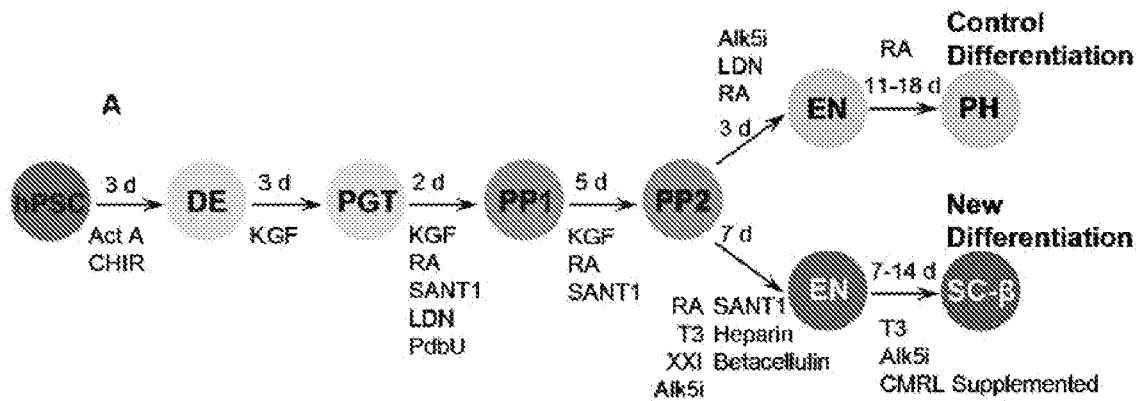 A
hPSC
3 d
Act A
CHIR
DE
3 d
KGF
PGT
2 d
KGF
RA
SANT1
LDN
PdbU
PP1
5 d
KGF
RA
SANT1
PP2
Alk5i
LDN
RA
3 d
EN
RA
11-18 d
Control
Differentiation
PH
7 d
RA SANT1
T3 Heparin
XXI Betacellulin
Alk5i
EN
7-14 d
T3
Alk5i
CMRL Supplemented
New
Differentiation
SC-β